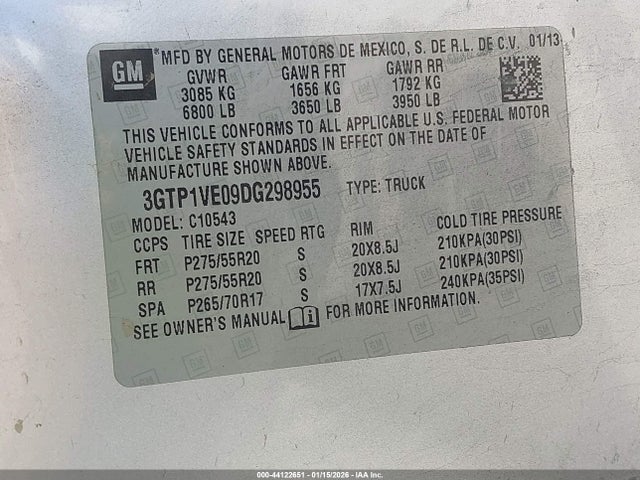 GM *MFD BY GENERAL MOTORS DE MEXICO, S. DE R.L. DE C.V. 01/13
GVWR GAWR FRT GAWR RR
3085 KG 1656 KG 1792 KG
6800 LB 3650 LB 3950 LB
THIS VEHICLE CONFORMS TO ALL APPLICABLE U.S. FEDERAL MOTOR
VEHICLE SAFETY STANDARDS IN EFFECT ON THE DATE OF
MANUFACTURE SHOWN ABOVE.
3GTP1VE09DG298955 TYPE: TRUCK
MODEL: C10543
CCPS TIRE SIZE SPEED RTG RIM COLD TIRE PRESSURE
FRT P275/55R20 S 20X8.5J 210KPA(30PSI)
RR P275/55R20 S 20X8.5J 210KPA(30PSI)
SPA P265/70R17 S 17X7.5J 240KPA(35PSI)
SEE OWNER'S MANUAL FOR MORE INFORMATION.
000-44122651 - 01/15/2026 - IAA Inc.